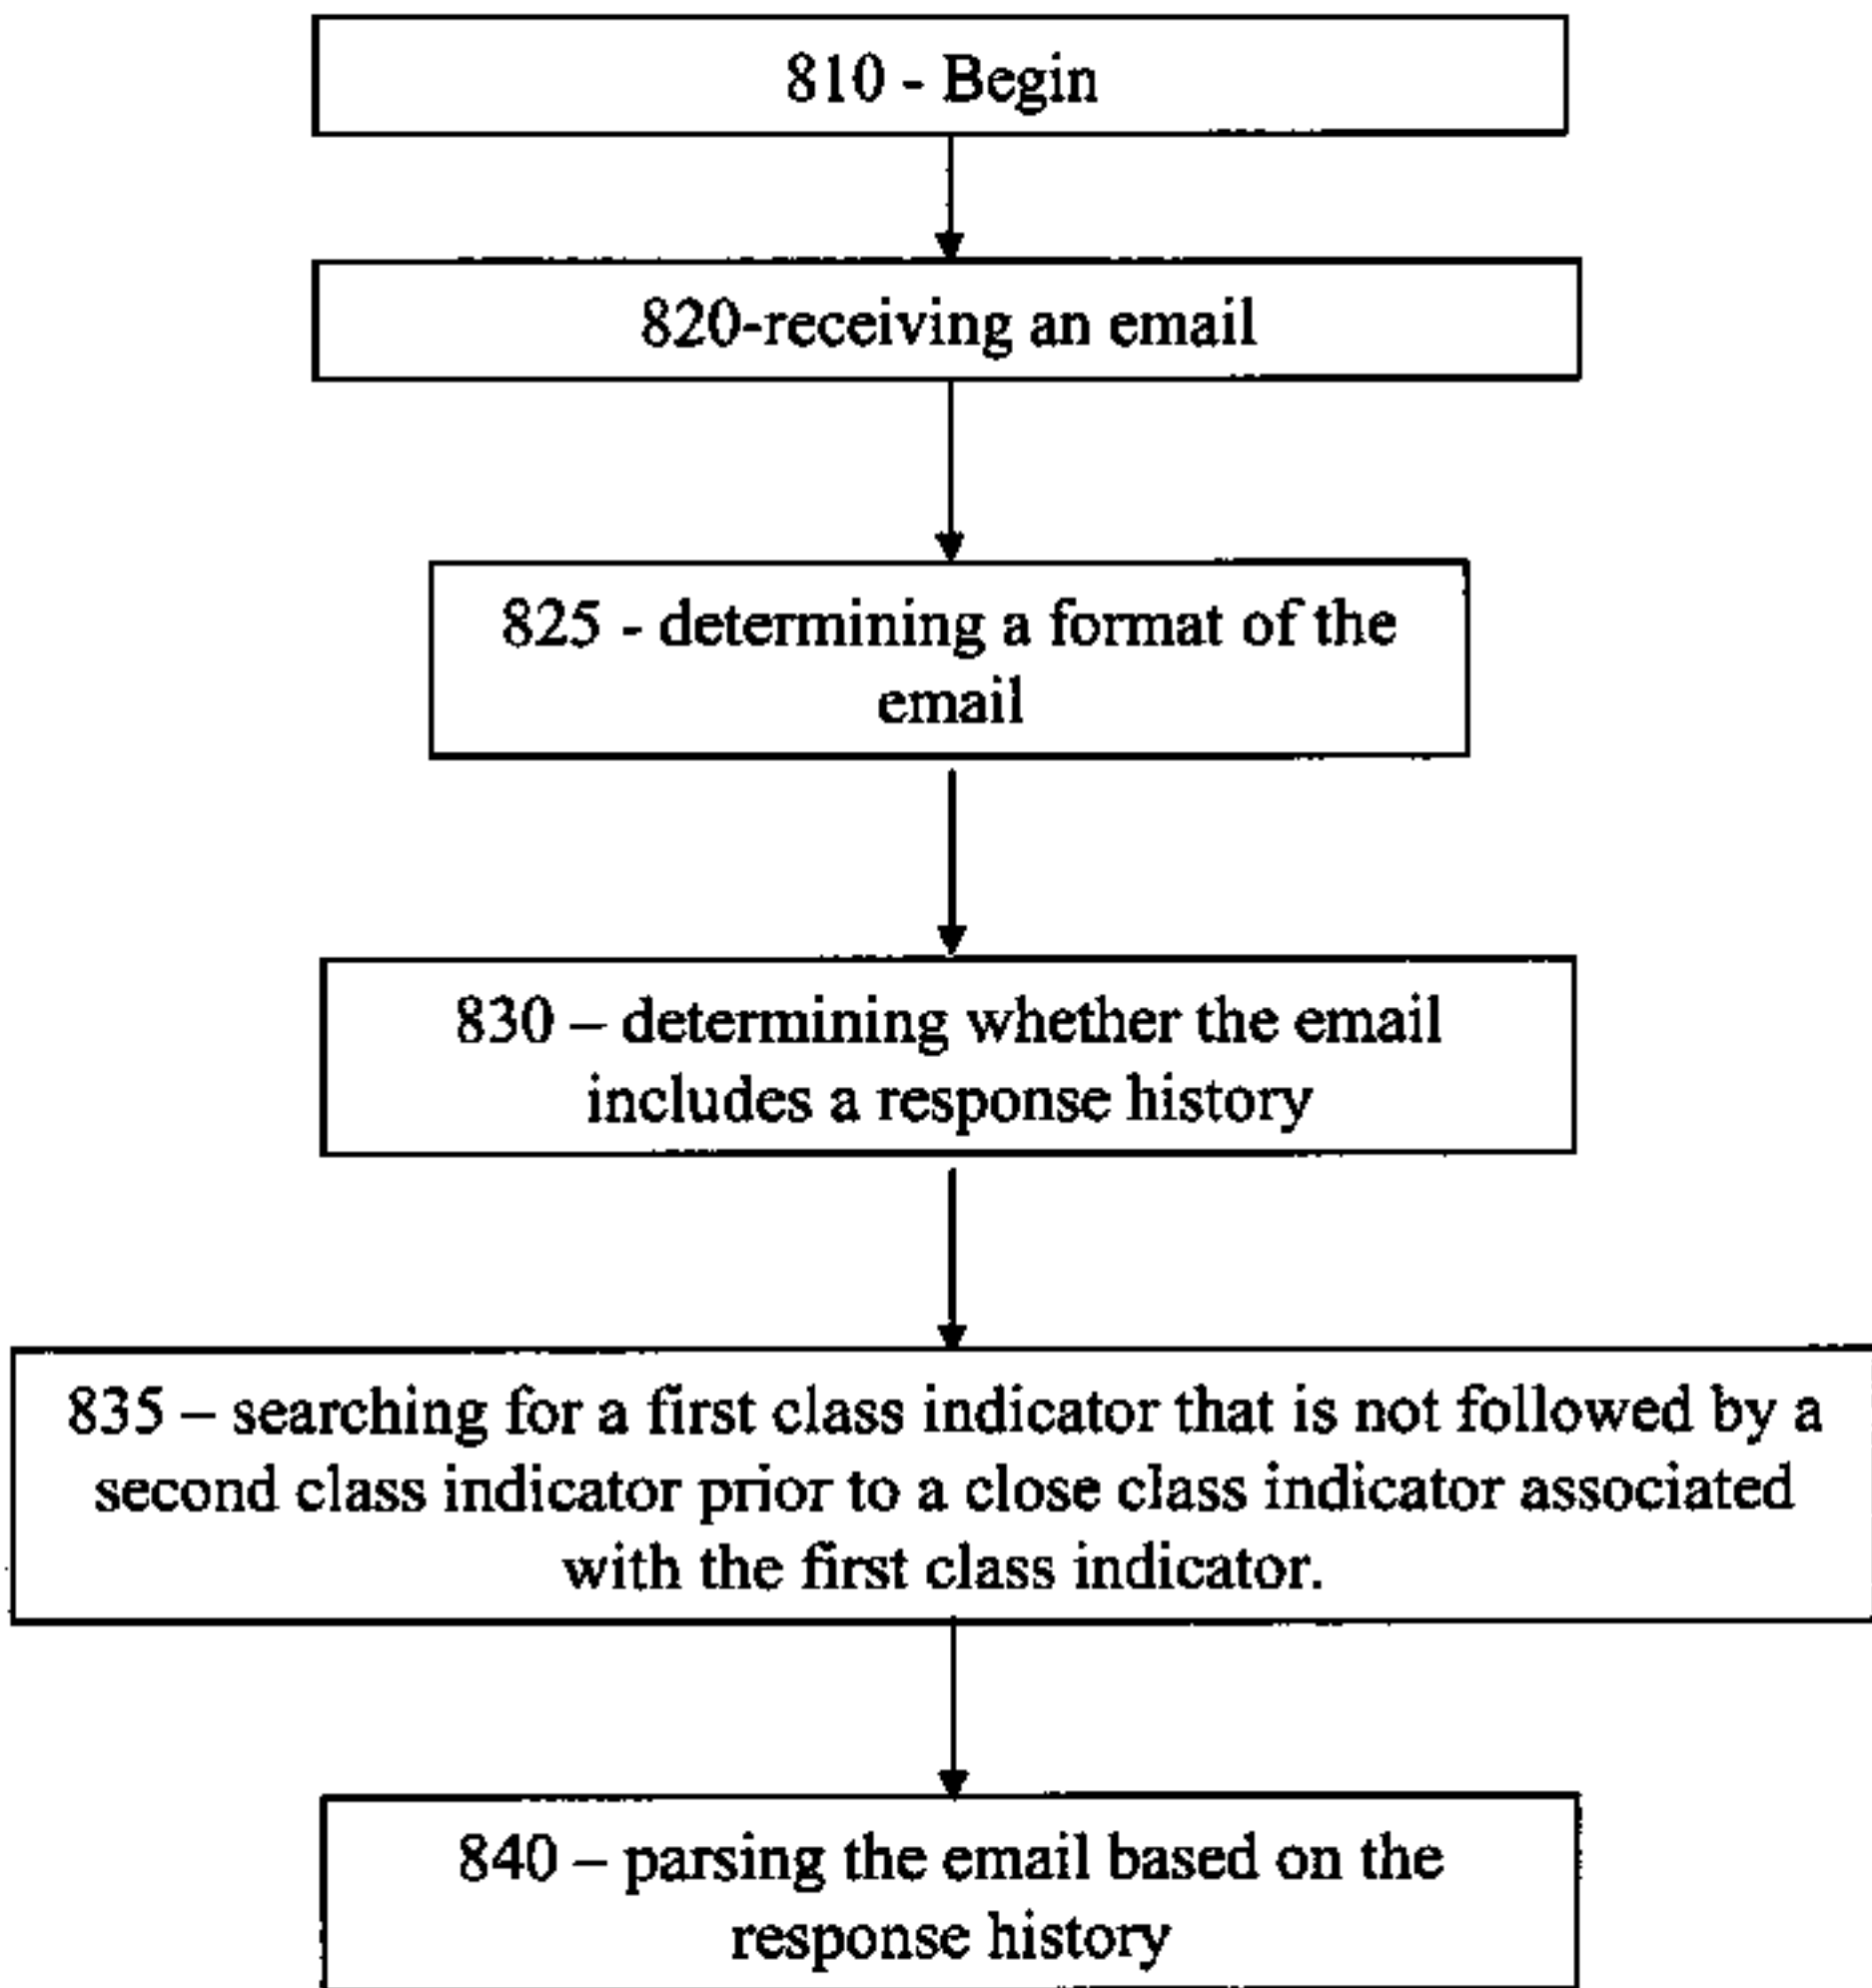 810 - Begin
820-receiving an email
825 - determining a format of the
email
830 – determining whether the email
includes a response history
835 – searching for a first class indicator that is not followed by a
second class indicator prior to a close class indicator associated
with the first class indicator.
840 – parsing the email based on the
response history